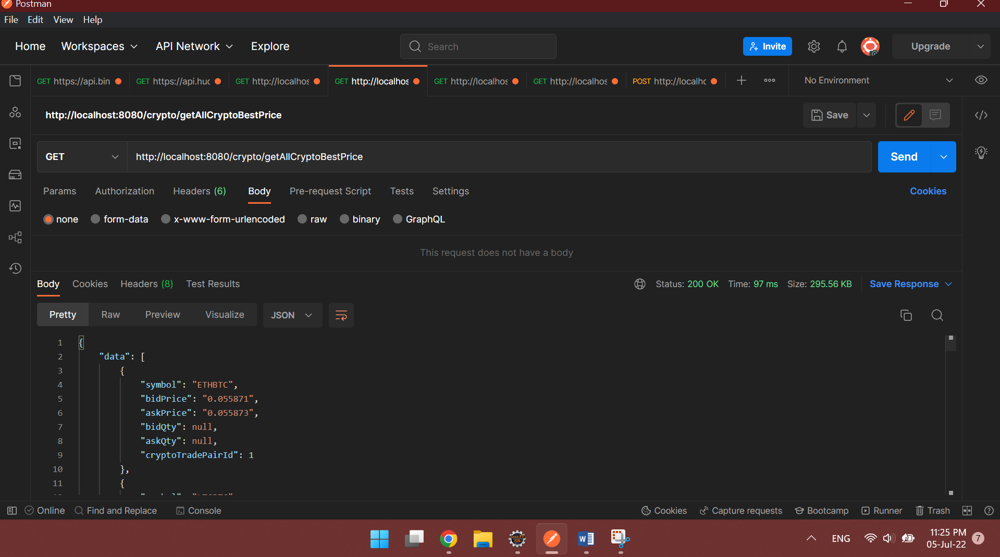 Postman
File Edit View Help
Home Workspaces API Network Explore Search Invite Upgrade
GET https://api.bin GET https://api.huc GET http://localhos GET http://localhos GET http://localhos GET http://localhos POST http://localhc No Environment
http://localhost:8080/crypto/getAllCryptoBestPrice Save
GET http://localhost:8080/crypto/getAllCryptoBestPrice Send
Params Authorization Headers (6) Body Pre-request Script Tests Settings Cookies
none form-data x-www-form-urlencoded raw binary GraphQL
This request does not have a body
Body Cookies Headers (8) Test Results Status: 200 OK Time: 97 ms Size: 295.56 KB Save Response
Pretty Raw Preview Visualize JSON
1 {
2 "data": [
3 {
4 "symbol": "ETHBTC",
5 "bidPrice": "0.055871",
6 "askPrice": "0.055873",
7 "bidQty": null,
8 "askQty": null,
9 "cryptoTradePairId": 1
10 },
11 {
Online Find and Replace Console Cookies Capture requests Bootcamp Runner Trash
ENG 11:25 PM 7
05-Jul-22